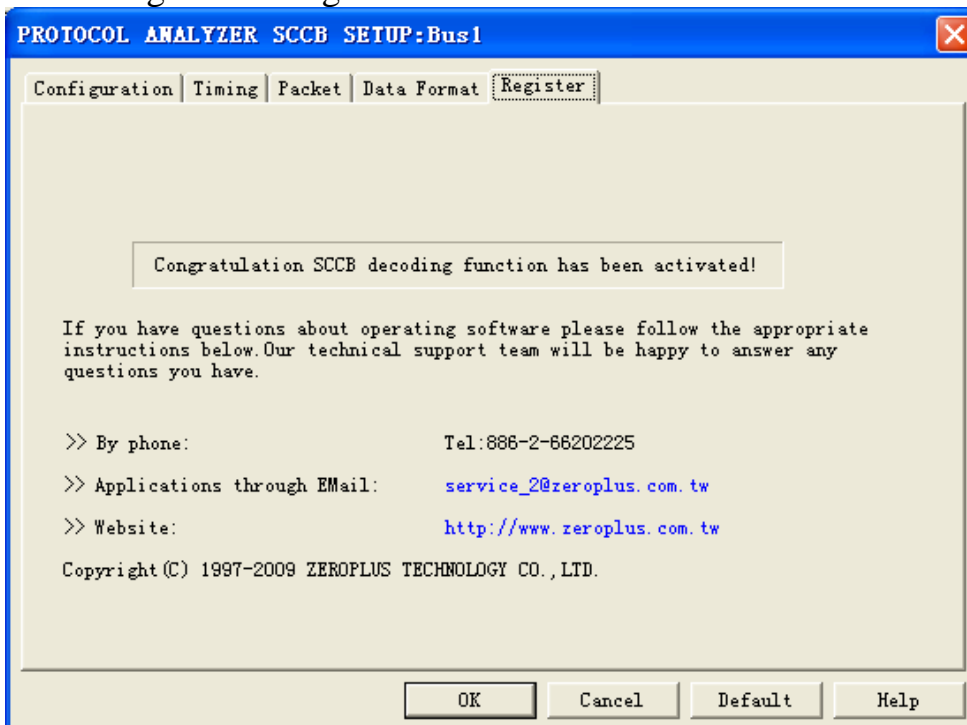 PROTOCOL ANALYZER SCCB SETUP:Bus1
Configuration Timing Packet Data Format Register
Congratulation SCCB decoding function has been activated!
If you have questions about operating software please follow the appropriate
instructions below.Our technical support team will be happy to answer any
questions you have.
>> By phone: Tel:886-2-66202225
>> Applications through EMail: service_2@zeroplus.com.tw
>> Website: http://www.zeroplus.com.tw
Copyright(C) 1997-2009 ZEROPLUS TECHNOLOGY CO.,LTD.
OK Cancel Default Help